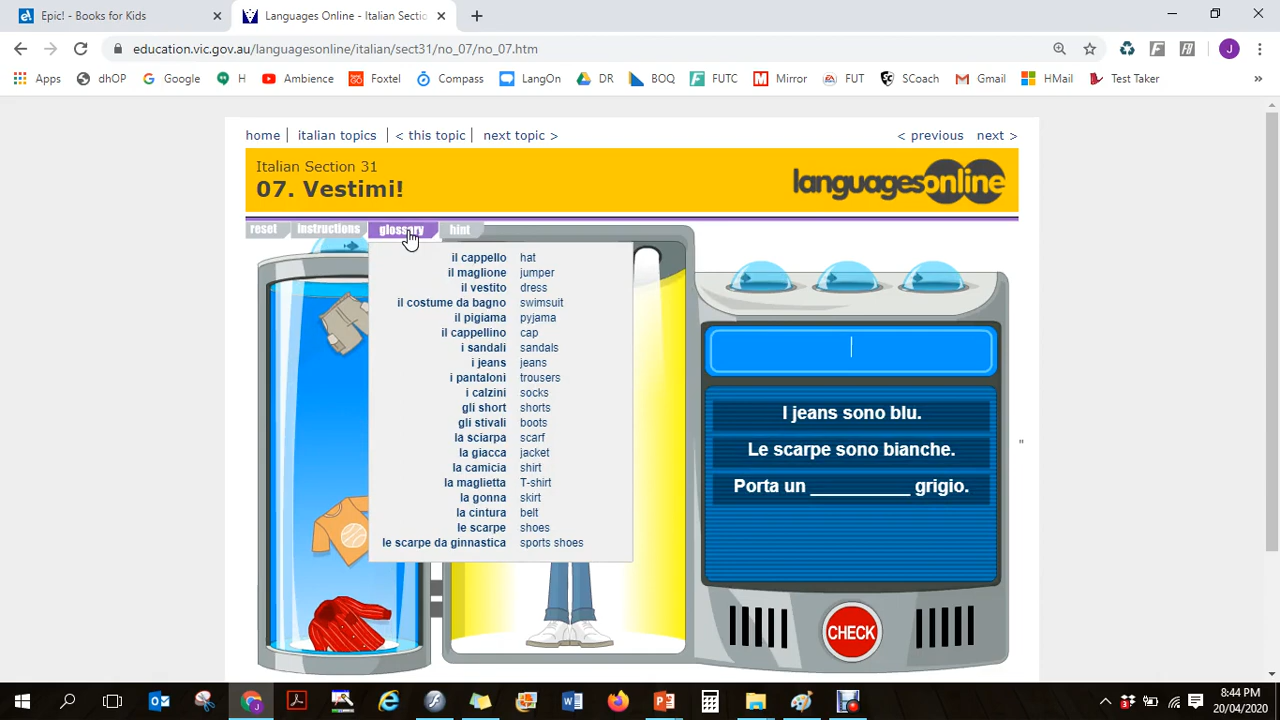 Epic! - Books for Kids
Languages Online - Italian Sectio
education.vic.gov.au/languagesonline/italian/sect31/no_07/no_07.htm
J
Apps dhOP Google H Ambience Foxtel Compass LangOn DR BOQ FUTC Mirror FUT SCoach Gmail HMail Test Taker »
home italian topics < this topic next topic > < previous next >
Italian Section 31
07. Vestimi!
languagesonline
reset instructions glossary hint
il cappello hat
il maglione jumper
il vestito dress
il costume da bagno swimsuit
il pigiama pyjama
il cappellino cap
i sandali sandals
i jeans jeans
i pantaloni trousers
i calzini socks
gli short shorts
gli stivali boots
la sciarpa scarf
la giacca jacket
la camicia shirt
la maglietta T-shirt
la gonna skirt
la cintura belt
le scarpe shoes
le scarpe da ginnastica sports shoes
I jeans sono blu.
Le scarpe sono bianche.
Porta un __________ grigio.
"
CHECK
8:44 PM
20/04/2020